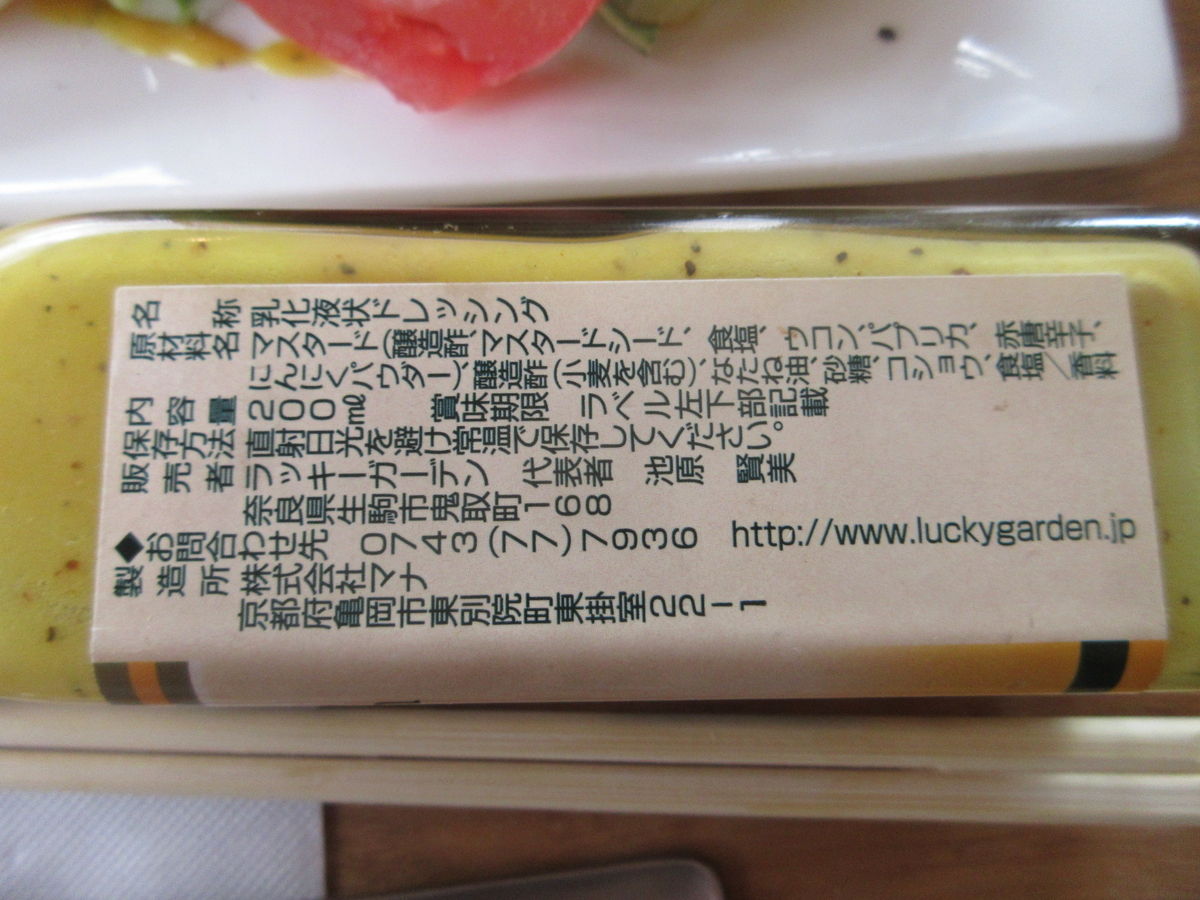 名称 乳化液状ドレッシング
原材料名 マスタード(醸造酢、マスタードシード、食塩、ウコン、パプリカ、赤唐辛子、
にんにくパウダー)、醸造酢(小麦を含む)、なたね油、砂糖、コショウ、食塩/香料
内容量 200ml 賞味期限 ラベル左下部記載
保存方法 直射日光を避け常温で保存してください。
販売者 ラッキーガーデン 代表者 池原 賢美
奈良県生駒市鬼取町168
◆お問合わせ先 0743(77)7936 http://www.luckygarden.jp
製造所 株式会社マナ
京都府亀岡市東別院町東掛室22-1